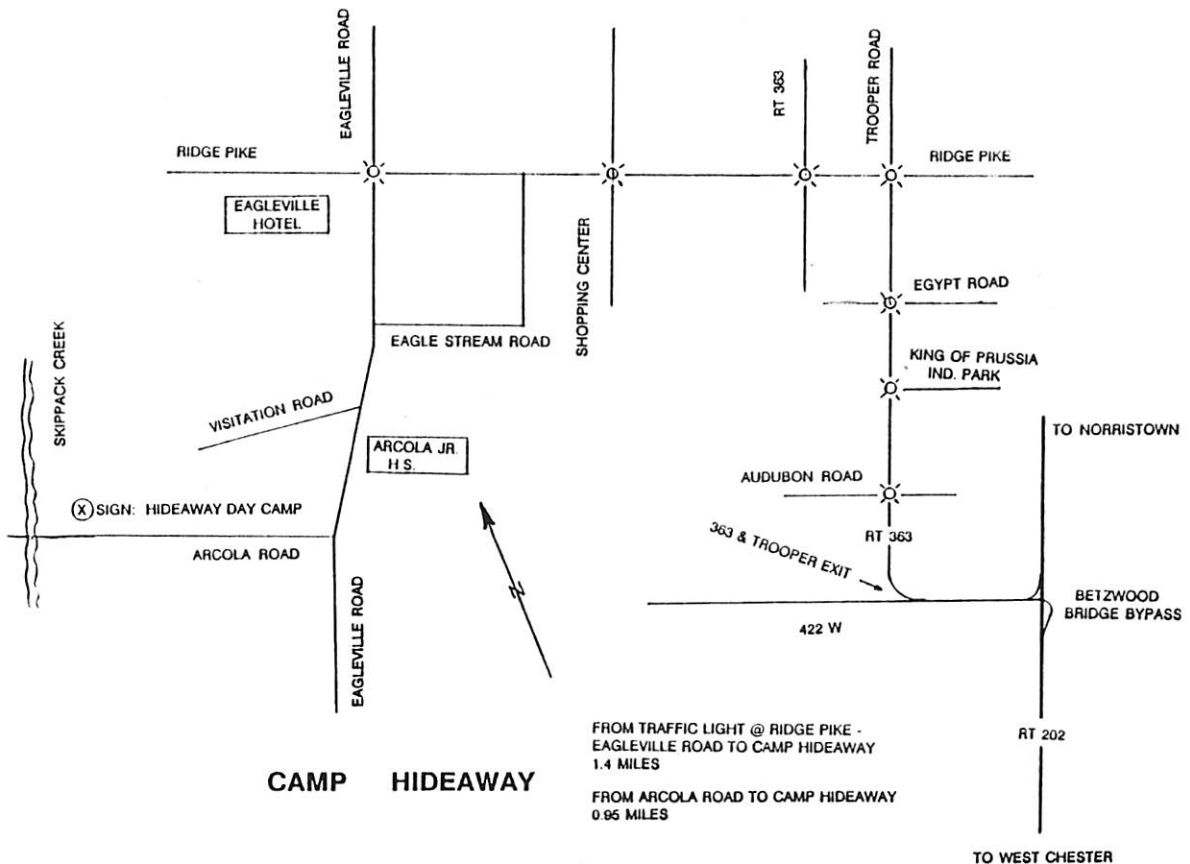 EAGLEVILLE ROAD
RT 363
TROOPER ROAD
RIDGE PIKE
RIDGE PIKE
EAGLEVILLE
HOTEL
SHOPPING CENTER
EGYPT ROAD
EAGLE STREAM ROAD
KING OF PRUSSIA
IND. PARK
SKIPPACK CREEK
VISITATION ROAD
TO NORRISTOWN
ARCOLA JR.
H S.
AUDUBON ROAD
X SIGN: HIDEAWAY DAY CAMP
ARCOLA ROAD
RT 363
363 & TROOPER EXIT
N
BETZWOOD
BRIDGE BYPASS
422 W
EAGLEVILLE ROAD
RT 202
FROM TRAFFIC LIGHT @ RIDGE PIKE -
EAGLEVILLE ROAD TO CAMP HIDEAWAY
1.4 MILES
CAMP HIDEAWAY
FROM ARCOLA ROAD TO CAMP HIDEAWAY
0.95 MILES
TO WEST CHESTER